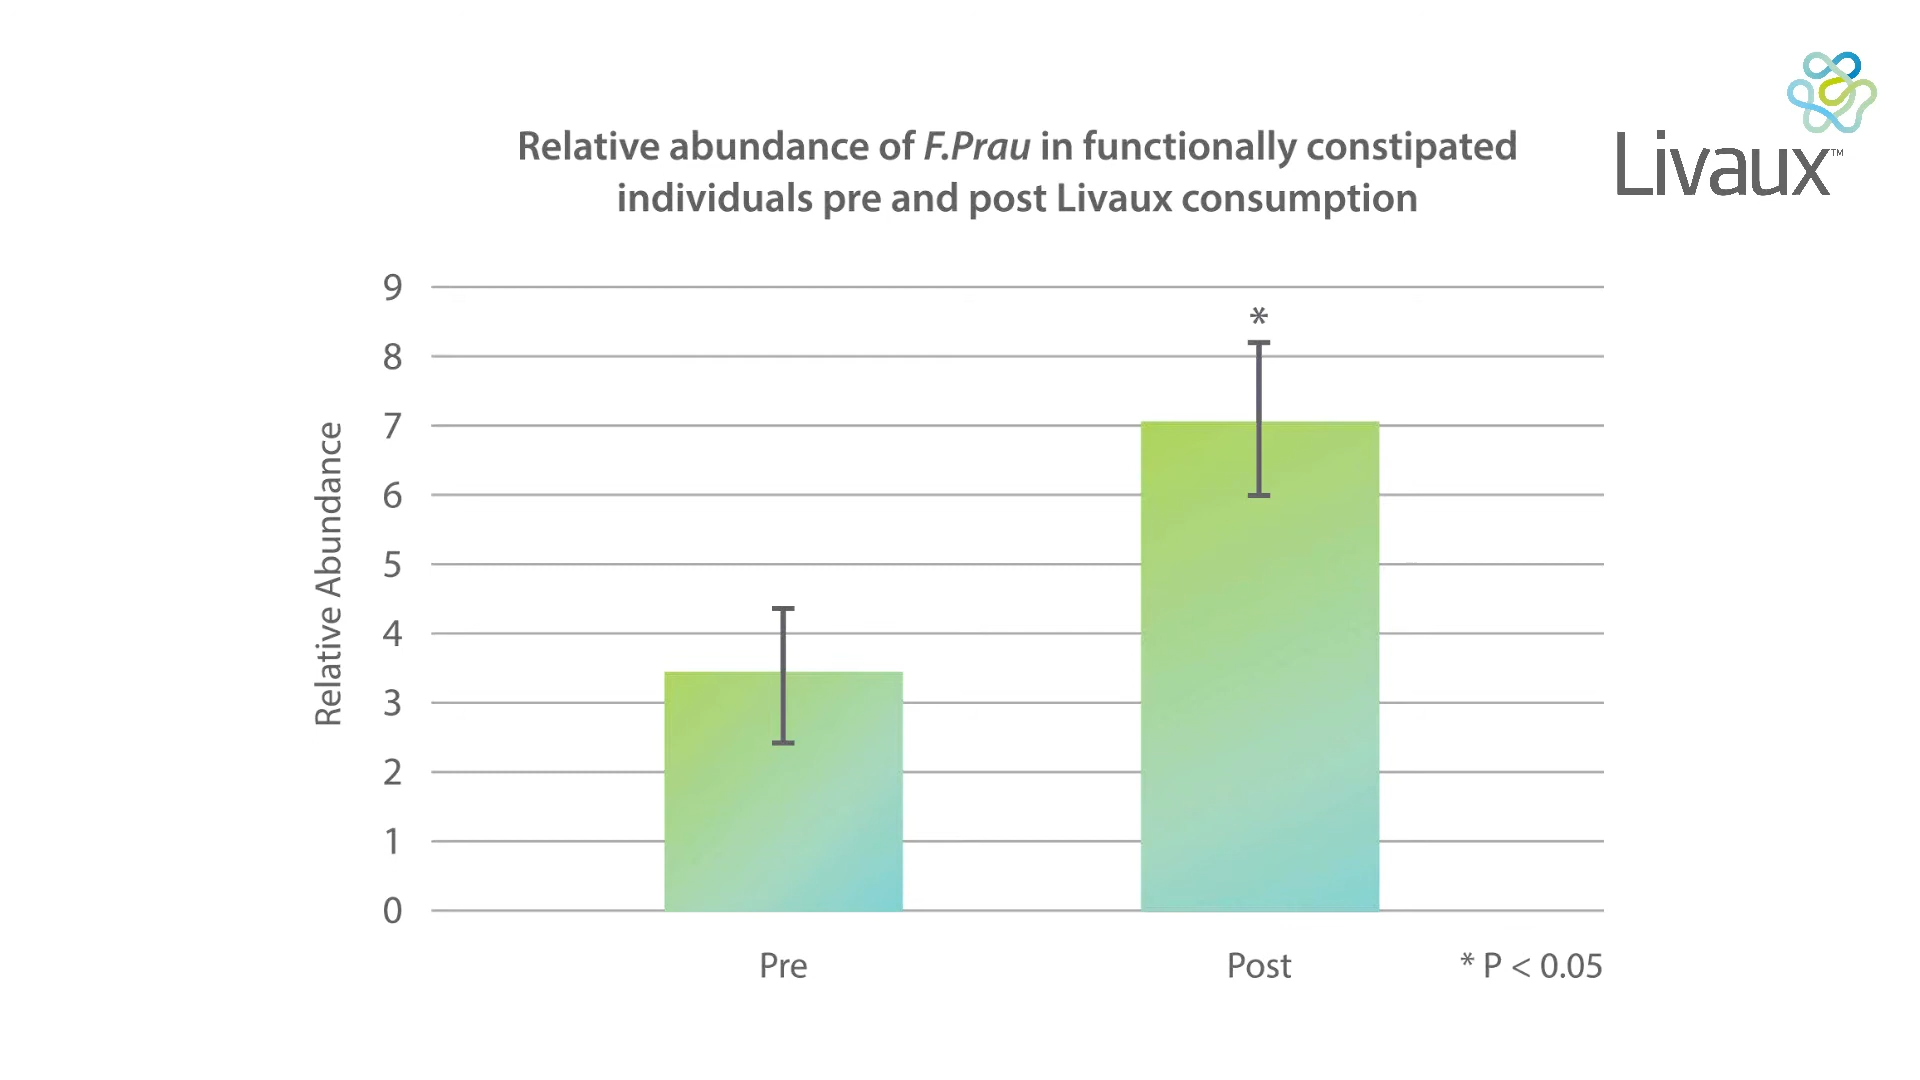 Relative abundance of F.Prau in functionally constipated
individuals pre and post Livaux consumption
Livaux™
9
*
8
7
6
5
4
3
2
1
0
Relative Abundance
Pre
Post
* P < 0.05